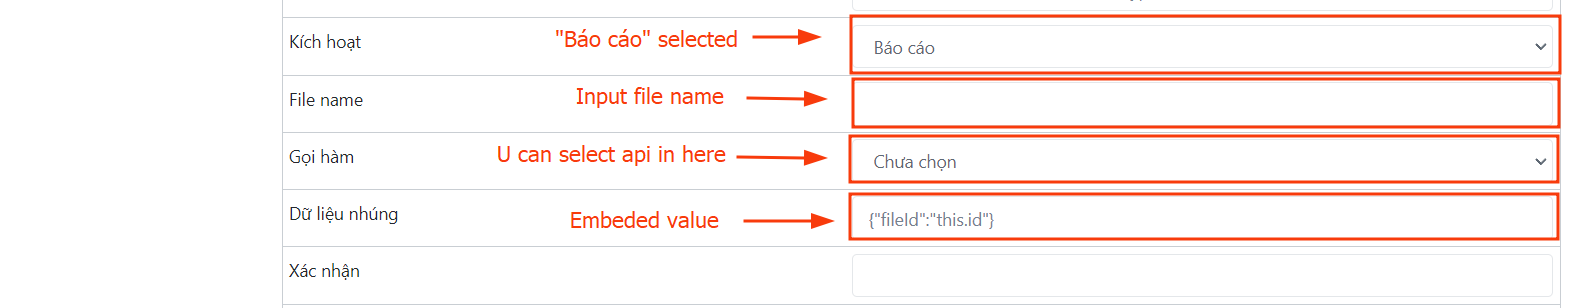 Kích hoạt "Báo cáo" selected Báo cáo
File name Input file name
Gọi hàm U can select api in here Chưa chọn
Dữ liệu nhúng Embeded value {"fileId":"this.id"}
Xác nhận